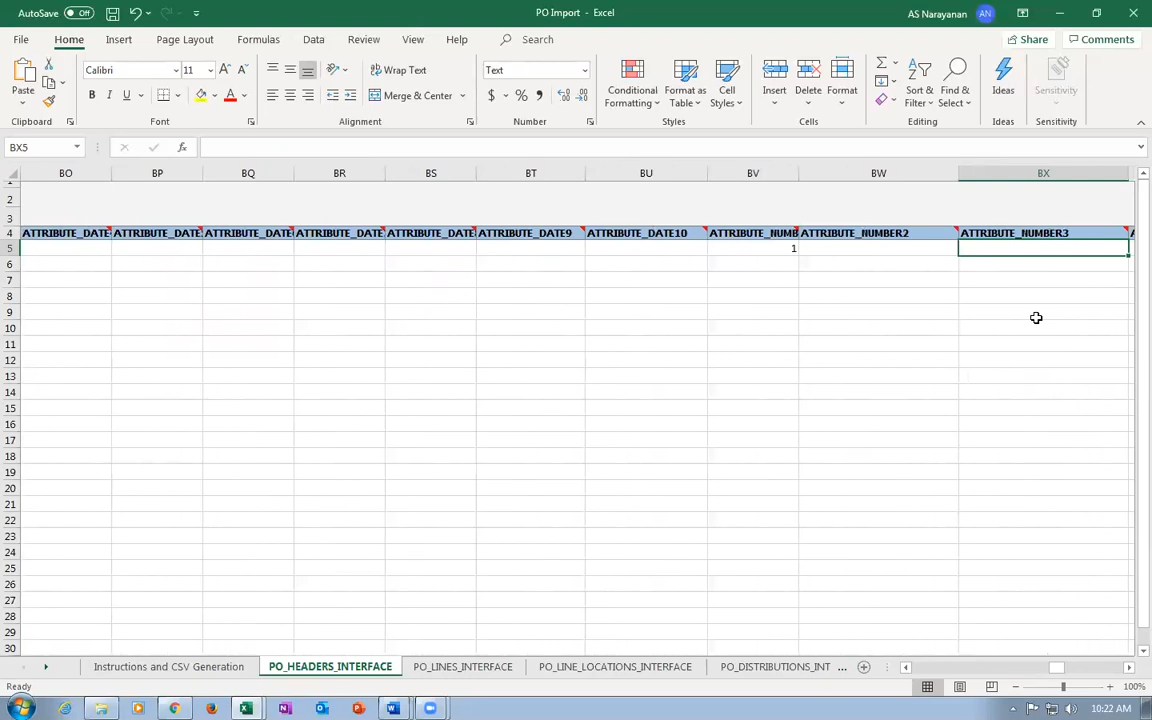 AutoSave Off PO Import - Excel AS Narayanan AN
File Home Insert Page Layout Formulas Data Review View Help Search Share Comments
Paste Calibri 11 Wrap Text Text Conditional Formatting Format as Table Cell Styles Insert Delete Format Sort & Filter Find & Select Ideas Sensitivity
B I U Merge & Center $ % ,
Clipboard Font Alignment Number Styles Cells Editing Ideas Sensitivity
BX5 fx
BO BP BQ BR BS BT BU BV BW BX
1
2
3
4 ATTRIBUTE_DATE ATTRIBUTE_DATE ATTRIBUTE_DATE ATTRIBUTE_DATE ATTRIBUTE_DATE ATTRIBUTE_DATE9 ATTRIBUTE_DATE10 ATTRIBUTE_NUMB ATTRIBUTE_NUMBER2 ATTRIBUTE_NUMBER3 A
5 1
6
7
8
9
10
11
12
13
14
15
16
17
18
19
20
21
22
23
24
25
26
27
28
29
30
Instructions and CSV Generation PO_HEADERS_INTERFACE PO_LINES_INTERFACE PO_LINE_LOCATIONS_INTERFACE PO_DISTRIBUTIONS_INT ...
Ready 100%
10:22 AM